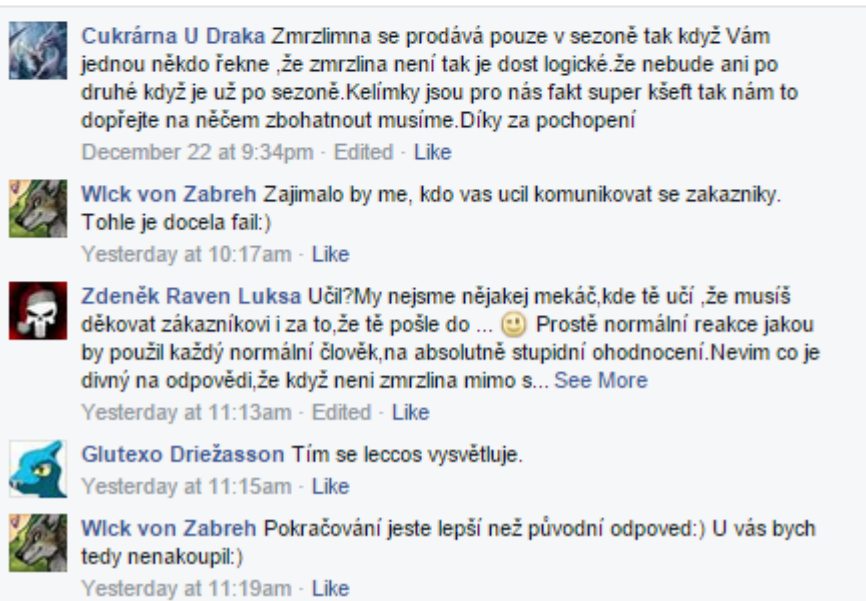 Cukrárna U Draka Zmrzlimna se prodává pouze v sezoně tak když Vám
jednou někdo řekne ,že zmrzlina není tak je dost logické.že nebude ani po
druhé když je už po sezoně.Kelímky jsou pro nás fakt super kšeft tak nám to
dopřejte na něčem zbohatnout musíme.Díky za pochopení
December 22 at 9:34pm · Edited · Like
Wlck von Zabreh Zajimalo by me, kdo vas ucil komunikovat se zakazniky.
Tohle je docela fail:)
Yesterday at 10:17am · Like
Zdeněk Raven Luksa Učil?My nejsme nějakej mekáč,kde tě učí ,že musíš
děkovat zákazníkovi i za to,že tě pošle do ... 🙂 Prostě normální reakce jakou
by použil každý normální člověk,na absolutně stupidní ohodnocení.Nevim co je
divný na odpovědi,že když neni zmrzlina mimo s... See More
Yesterday at 11:13am · Edited · Like
Glutexo Driežasson Tím se leccos vysvětluje.
Yesterday at 11:15am · Like
Wlck von Zabreh Pokračování jeste lepší než původní odpoved:) U vás bych
tedy nenakoupil:)
Yesterday at 11:19am · Like